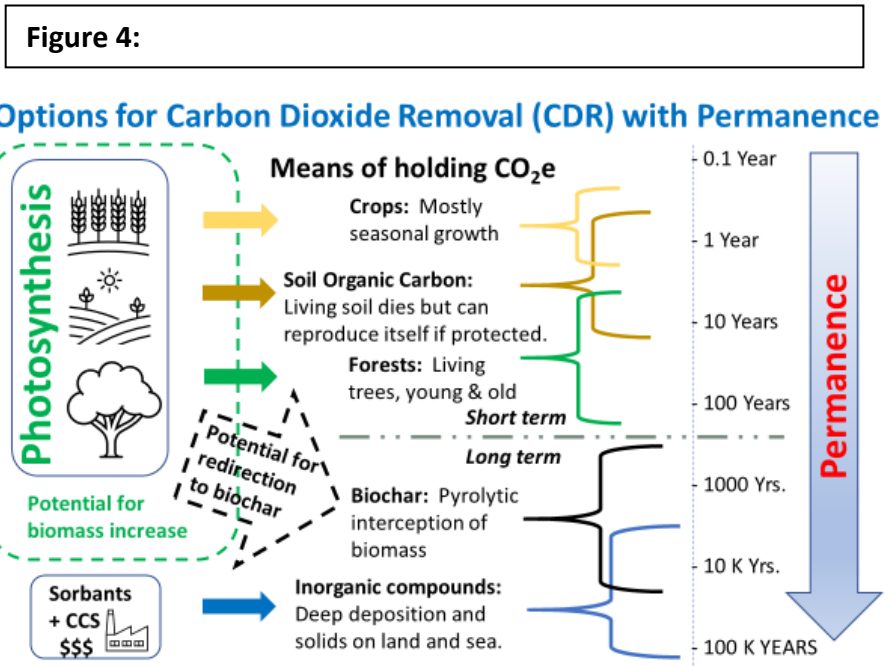 Figure 4:
Options for Carbon Dioxide Removal (CDR) with Permanence
Photosynthesis
Potential for
biomass increase
Sorbants
+ CCS
$$$
Means of holding CO₂e
Crops: Mostly
seasonal growth
Soil Organic Carbon:
Living soil dies but can
reproduce itself if protected.
Forests: Living
trees, young & old
Short term
Long term
Potential for
redirection
to biochar
Biochar: Pyrolytic
interception of
biomass
Inorganic compounds:
Deep deposition and
solids on land and sea.
- 0.1 Year
- 1 Year
- 10 Years
- 100 Years
- 1000 Yrs.
- 10 K Yrs.
- 100 K YEARS
Permanence